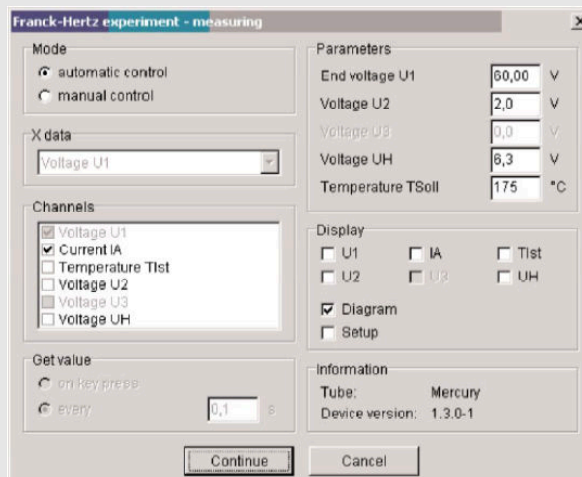 Franck-Hertz experiment - measuring
Mode
automatic control
manual control
X data
Voltage U1
Channels
Voltage U1
Current IA
Temperature TIst
Voltage U2
Voltage U3
Voltage UH
Get value
on key press
every 0,1 s
Parameters
End voltage U1 60,00 V
Voltage U2 2,0 V
Voltage U3 0,0 V
Voltage UH 6,3 V
Temperature TSoll 175 °C
Display
U1 IA TIst
U2 U3 UH
Diagram
Setup
Information
Tube: Mercury
Device version: 1.3.0-1
Continue Cancel